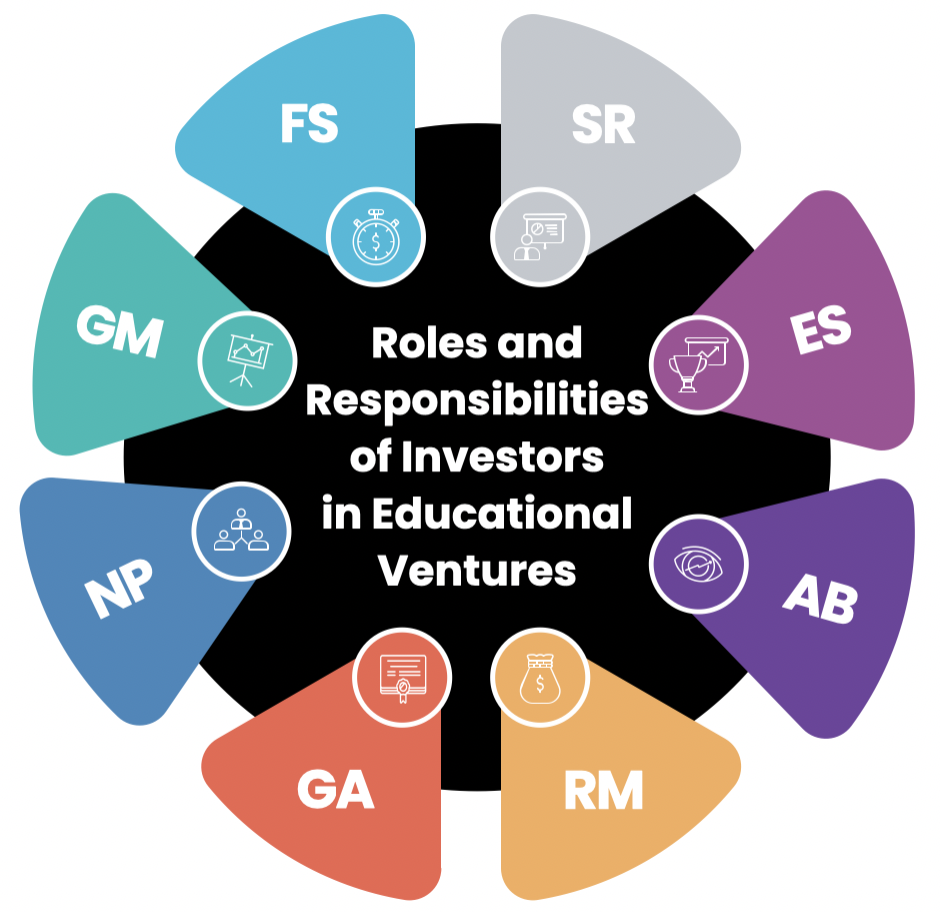 FS
SR
GM
ES
Roles and
Responsibilities
of Investors
in Educational
Ventures
NP
AB
GA
RM
$
$